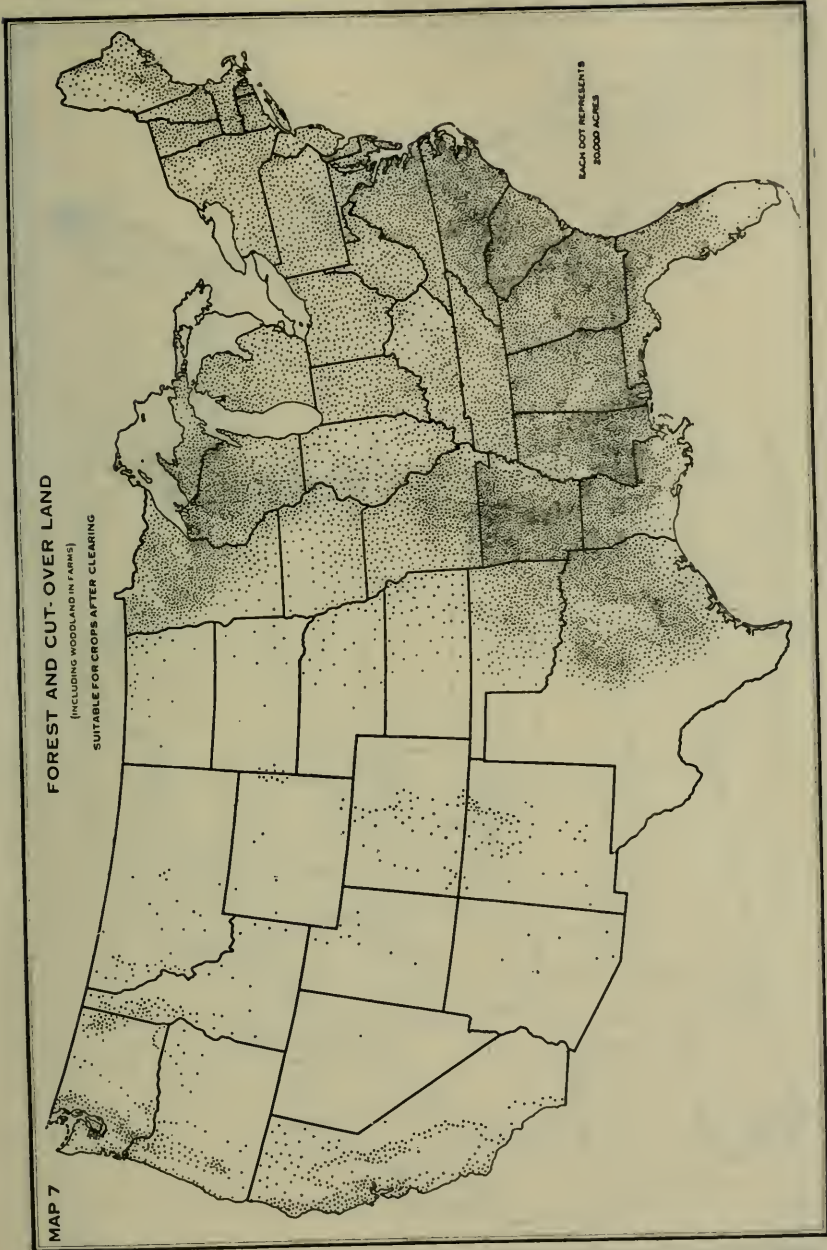 MAP 7
FOREST AND CUT-OVER LAND
(INCLUDING WOODLAND IN FARMS)
SUITABLE FOR CROPS AFTER CLEARING
EACH DOT REPRESENTS
20,000 ACRES